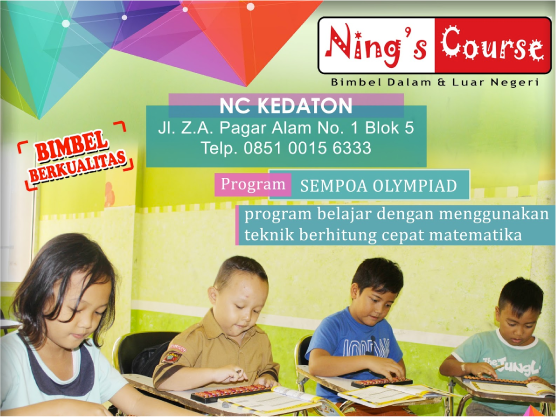 Ning's Course
Bimbel Dalam & Luar Negeri
NC KEDATON
Jl. Z.A. Pagar Alam No. 1 Blok 5
Telp. 0851 0015 6333
BIMBEL
BERKUALITAS
Program SEMPOA OLYMPIAD
program belajar dengan menggunakan
teknik berhitung cepat matematika